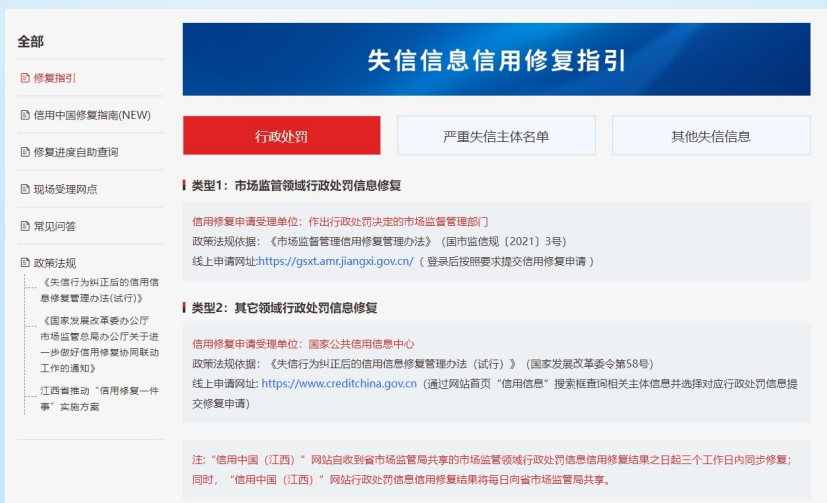 全部
修复指引
信用中国修复指南(NEW)
修复进度自助查询
现场受理网点
常见问答
政策法规
《失信行为纠正后的信用信
息修复管理办法(试行)》
《国家发展改革委办公厅
市场监管总局办公厅关于进
一步做好信用修复协同联动
工作的通知》
江西省推动“信用修复一件
事”实施方案
失信信息信用修复指引
行政处罚
严重失信主体名单
其他失信信息
类型1：市场监管领域行政处罚信息修复
信用修复申请受理单位：作出行政处罚决定的市场监督管理部门
政策法规依据：《市场监督管理信用修复管理办法》（国市监信规〔2021〕3号）
线上申请网址:https://gsxt.amr.jiangxi.gov.cn/（登录后按照要求提交信用修复申请）
类型2：其它领域行政处罚信息修复
信用修复申请受理单位：国家公共信用信息中心
政策法规依据：《失信行为纠正后的信用信息修复管理办法（试行）》（国家发展改革委令第58号）
线上申请网址: https://www.creditchina.gov.cn（通过网站首页“信用信息”搜索框查询相关主体信息并选择对应行政处罚信息提
交修复申请）
注:“信用中国（江西）”网站自收到省市场监管局共享的市场监管领域行政处罚信息信用修复结果之日起三个工作日内同步修复；
同时，“信用中国（江西）”网站行政处罚信息信用修复结果将每日向省市场监管局共享。